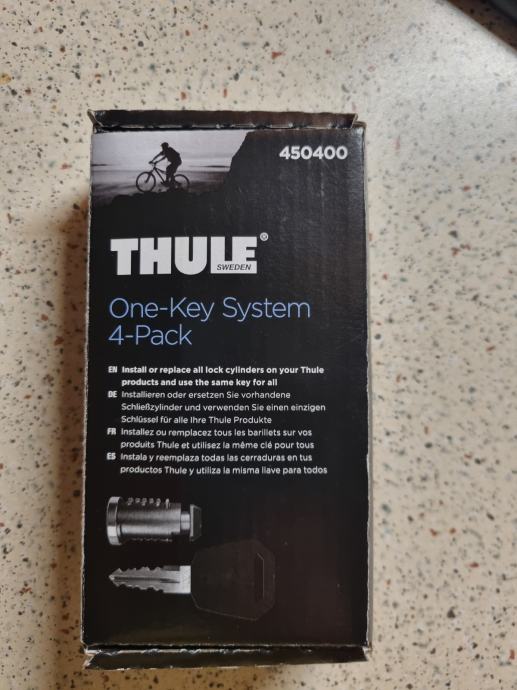 450400
THULE®
SWEDEN
One-Key System
4-Pack
EN Install or replace all lock cylinders on your Thule
products and use the same key for all
DE Installieren oder ersetzen Sie vorhandene
Schließzylinder und verwenden Sie einen einzigen
Schlüssel für alle Ihre Thule Produkte
FR Installez ou remplacez tous les barillets sur vos
produits Thule et utilisez la même clé pour tous
ES Instala y reemplaza todas las cerraduras en tus
productos Thule y utiliza la misma llave para todos